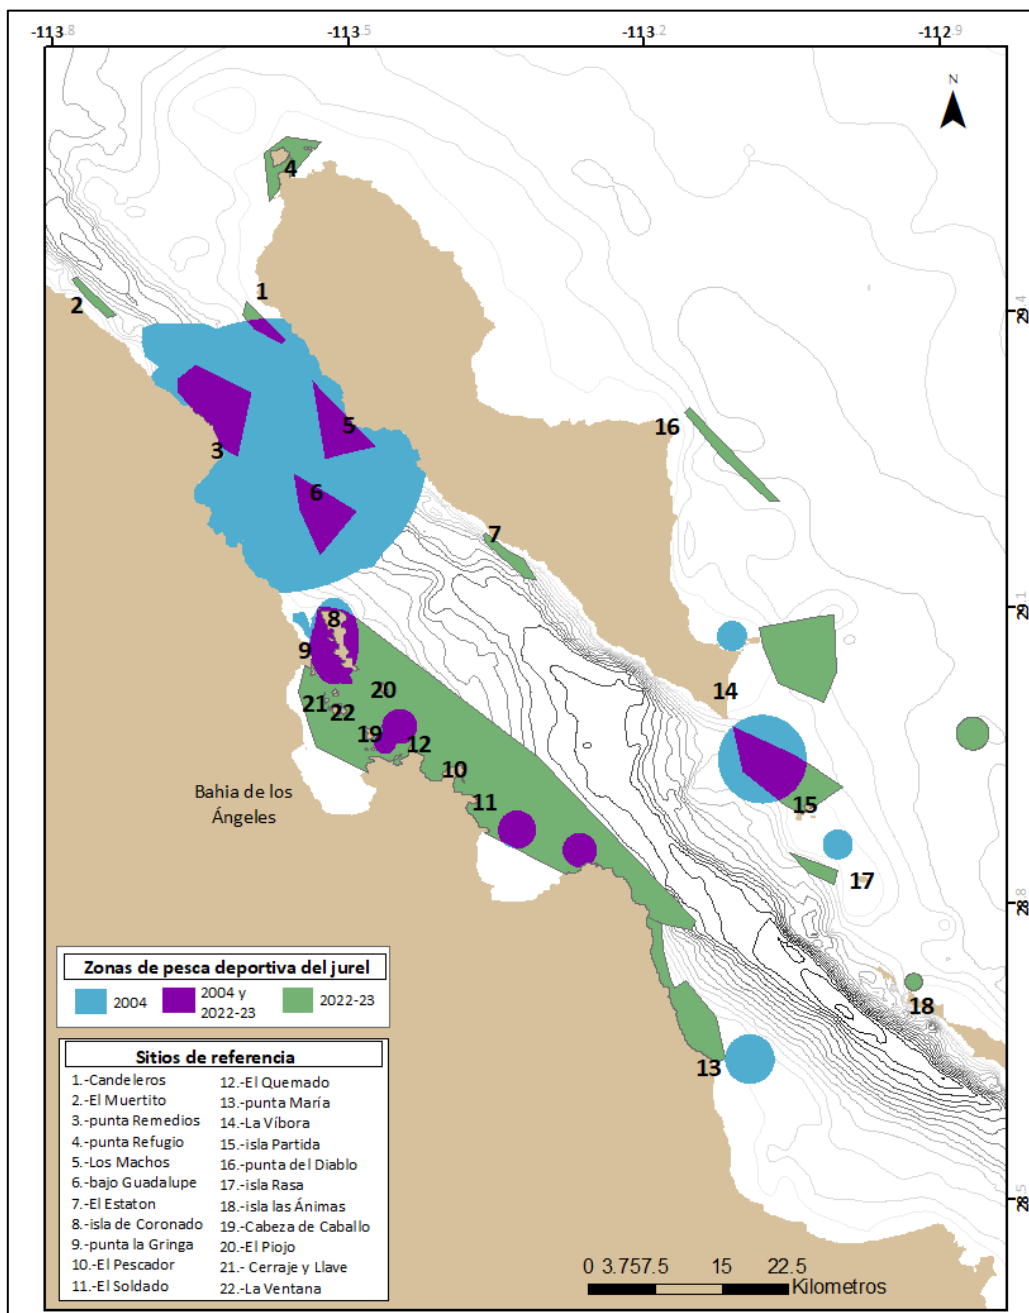 -113.8 -113.5 -113.2 -112.9
N
4
1
2
29.4
5
16
3
6
7
29.1
8
9
14
20
21 22
19 12
10
Bahia de los
Ángeles
11
15
17
28.8
18
13
28.5
Zonas de pesca deportiva del jurel
2004
2004 y
2022-23
2022-23
Sitios de referencia
1.-Candeleros
2.-El Muertito
3.-punta Remedios
4.-punta Refugio
5.-Los Machos
6.-bajo Guadalupe
7.-El Estaton
8.-isla de Coronado
9.-punta la Gringa
10.-El Pescador
11.-El Soldado
12.-El Quemado
13.-punta María
14.-La Víbora
15.-isla Partida
16.-punta del Diablo
17.-isla Rasa
18.-isla las Ánimas
19.-Cabeza de Caballo
20.-El Piojo
21.- Cerraje y Llave
22.-La Ventana
0 3.757.5 15 22.5
Kilometros